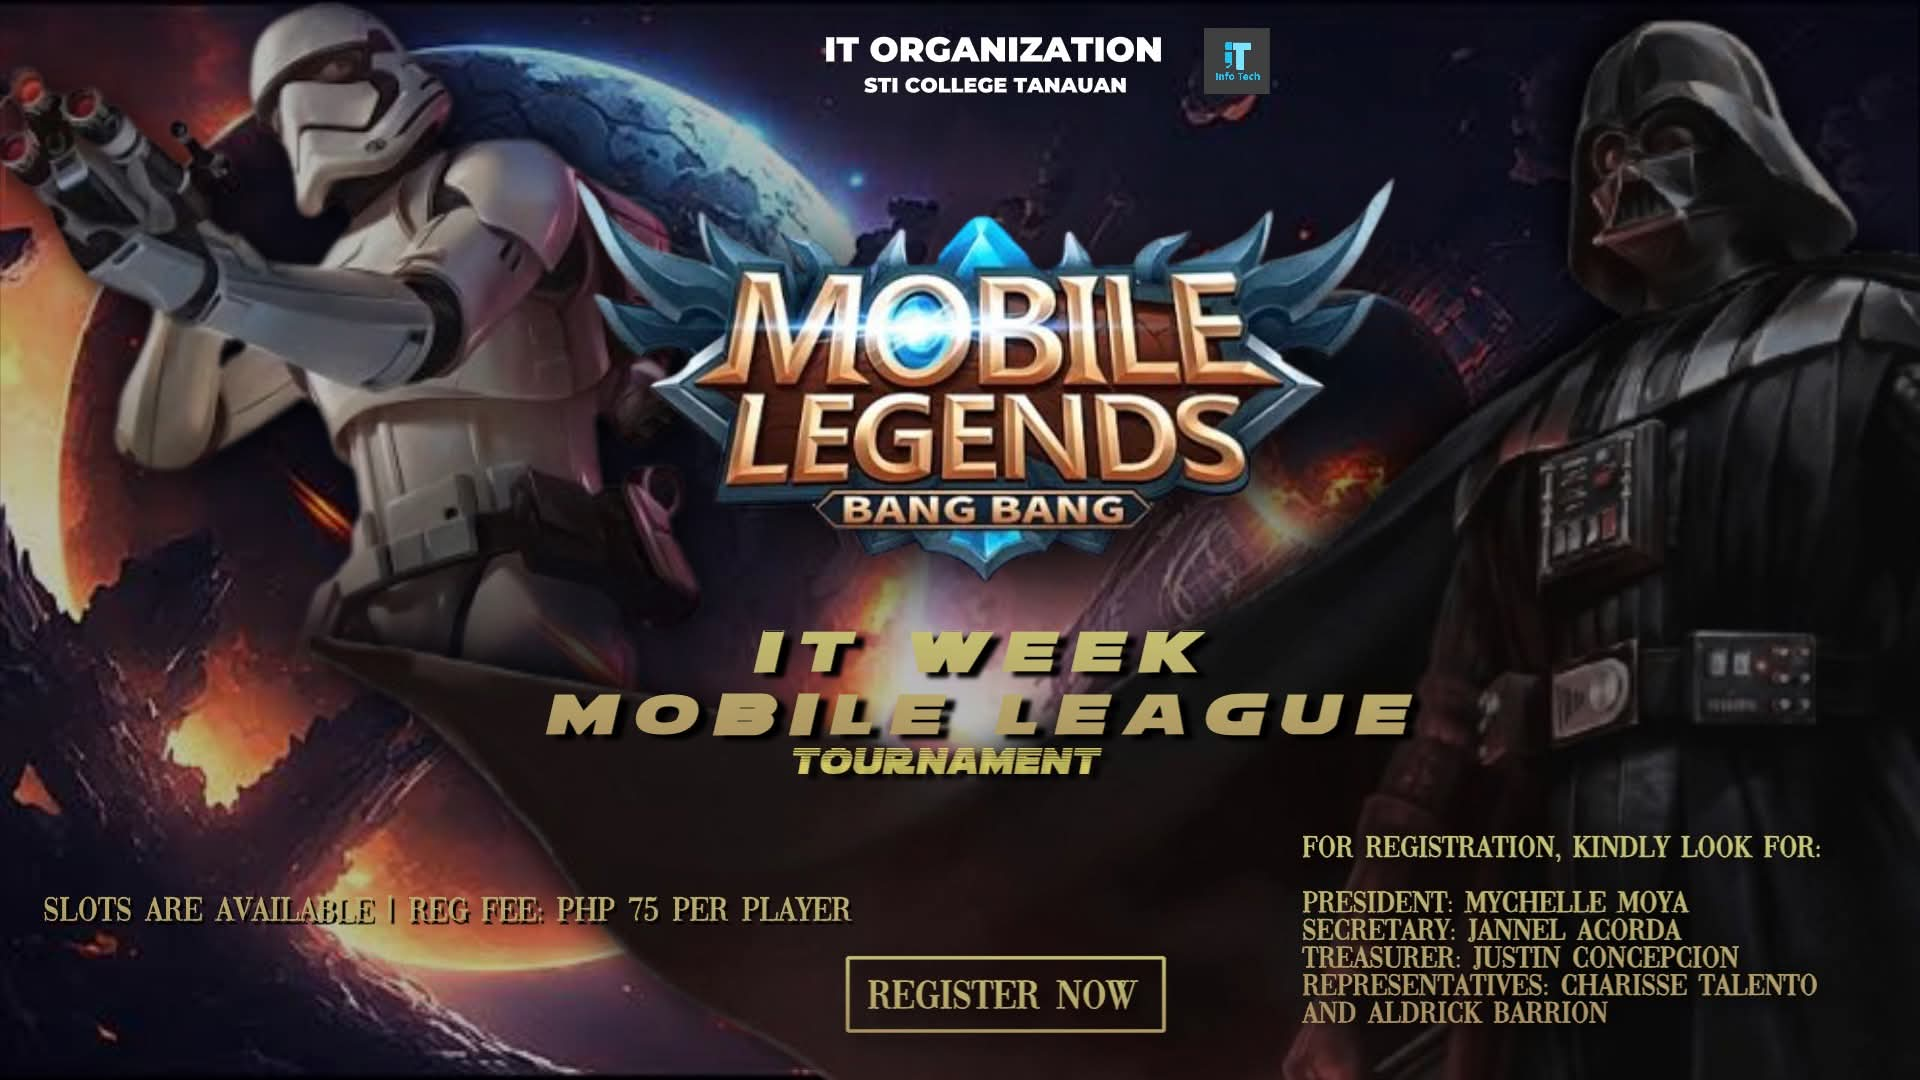 IT ORGANIZATION
STI COLLEGE TANAUAN
iT
Info Tech
MOBILE
LEGENDS
BANG BANG
IT WEEK
MOBILE LEAGUE
TOURNAMENT
SLOTS ARE AVAILABLE | REG FEE: PHP 75 PER PLAYER
REGISTER NOW
FOR REGISTRATION, KINDLY LOOK FOR:
PRESIDENT: MYCHELLE MOYA
SECRETARY: JANNEL ACORDA
TREASURER: JUSTIN CONCEPCION
REPRESENTATIVES: CHARISSE TALENTO
AND ALDRICK BARRION